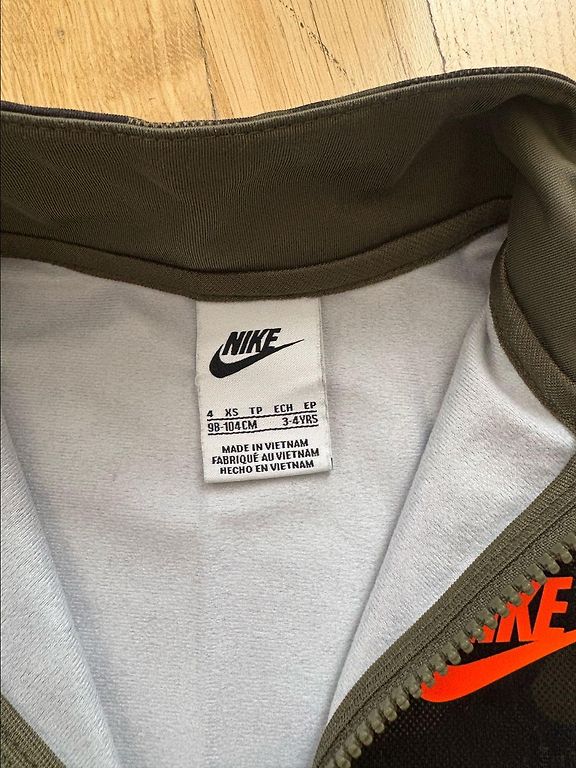 NIKE
4 XS TP ECH EP
98-104CM 3-4YRS
MADE IN VIETNAM
FABRIQUÉ AU VIETNAM
HECHO EN VIETNAM
IKE